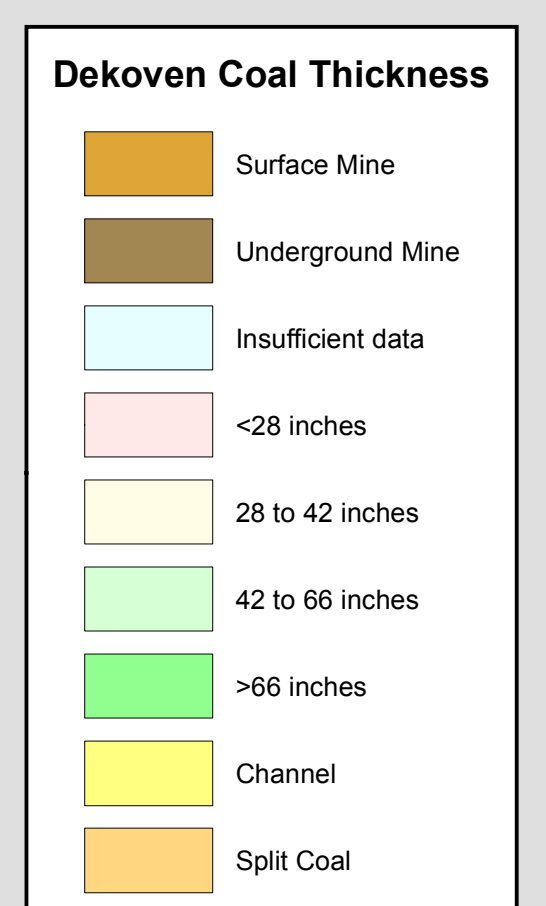 Dekoven Coal Thickness
Surface Mine
Underground Mine
Insufficient data
<28 inches
28 to 42 inches
42 to 66 inches
>66 inches
Channel
Split Coal